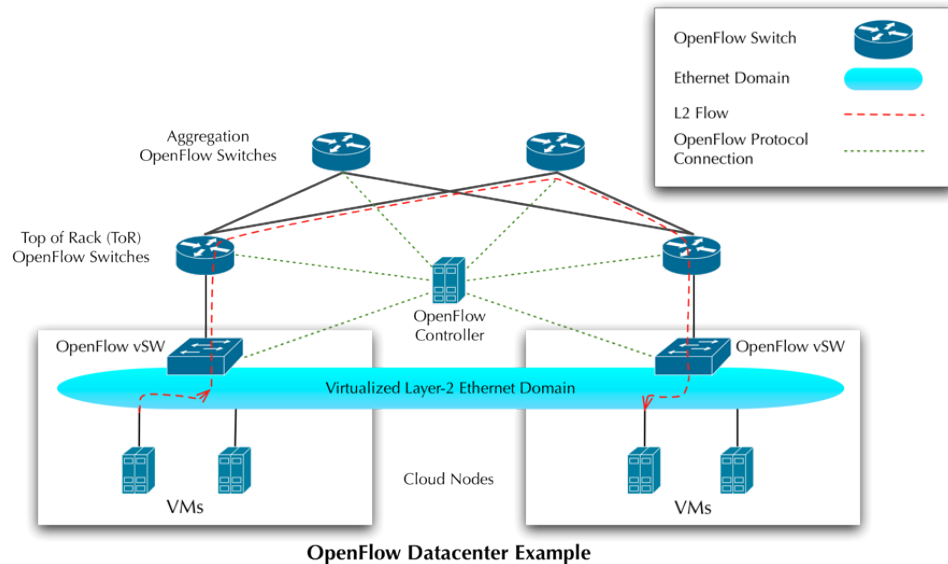 OpenFlow Switch
Ethernet Domain
L2 Flow
OpenFlow Protocol
Connection
Aggregation
OpenFlow Switches
Top of Rack (ToR)
OpenFlow Switches
OpenFlow
Controller
OpenFlow vSW
OpenFlow vSW
Virtualized Layer-2 Ethernet Domain
Cloud Nodes
VMs
VMs
OpenFlow Datacenter Example